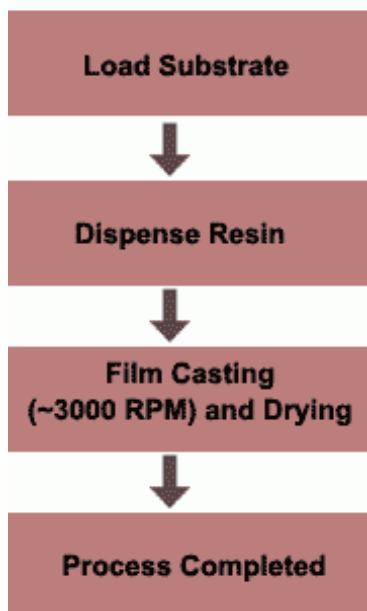 Load Substrate
Dispense Resin
Film Casting
(~3000 RPM) and Drying
Process Completed